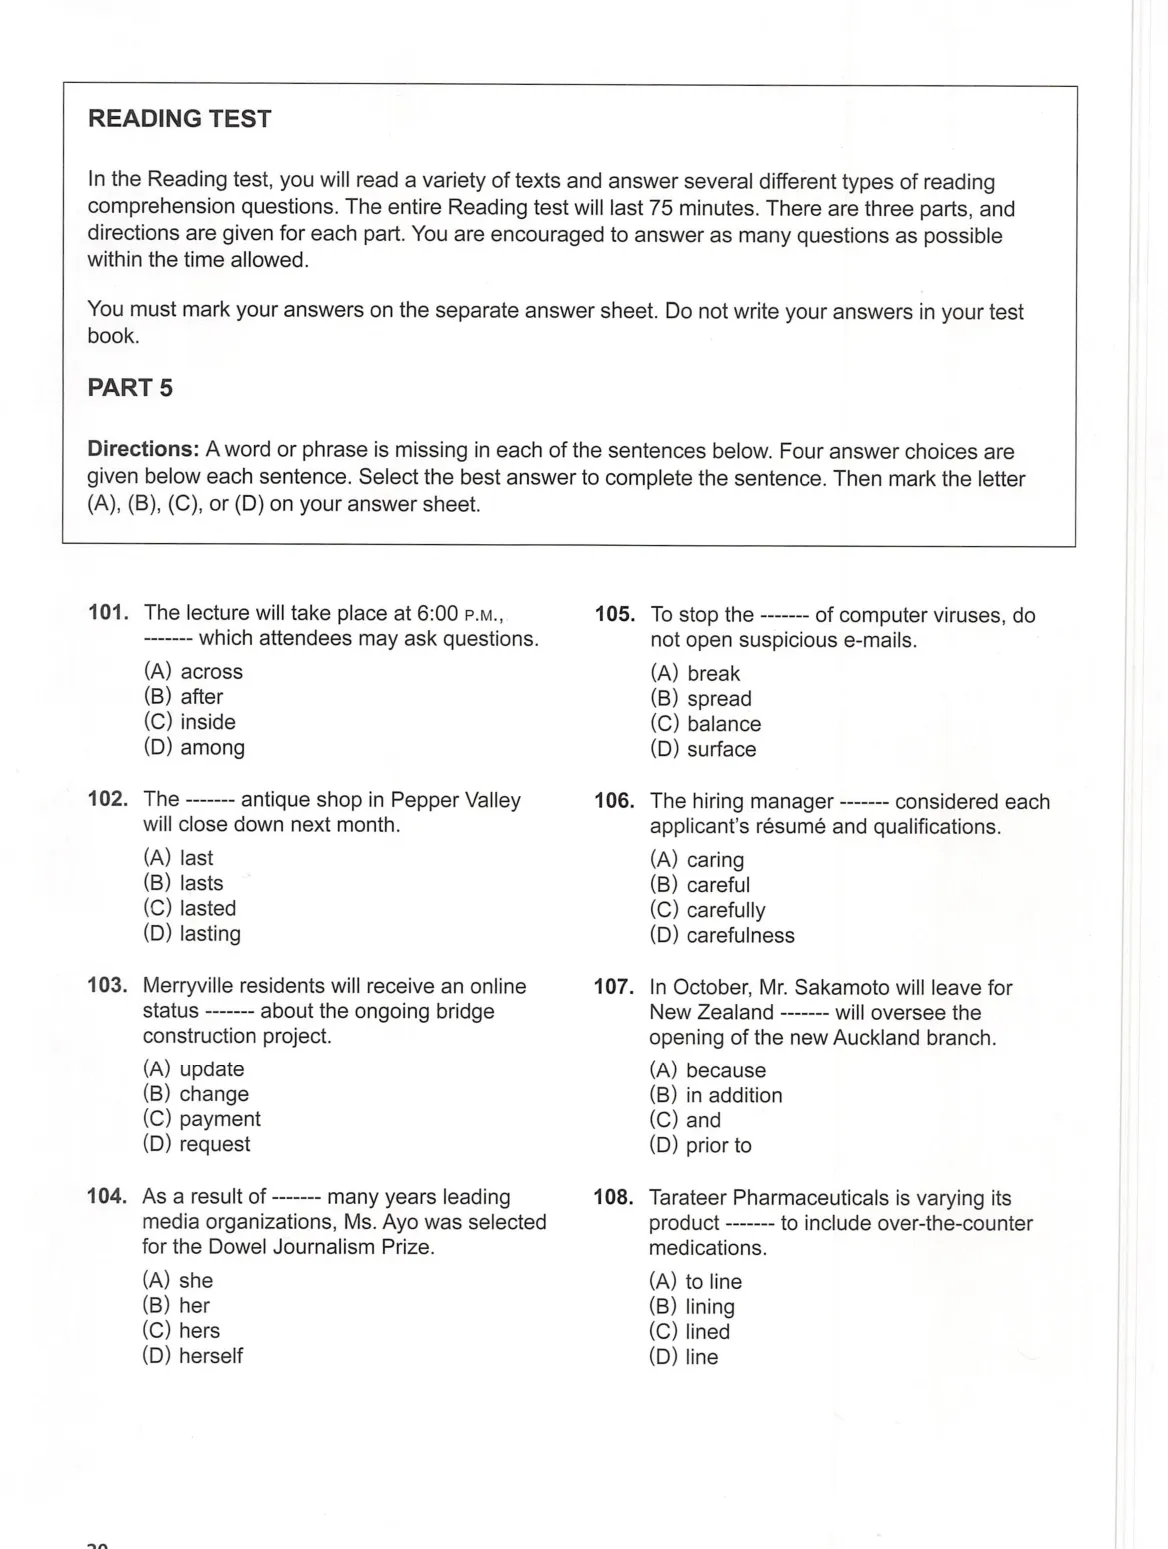 READING TEST
In the Reading test, you will read a variety of texts and answer several different types of reading
comprehension questions. The entire Reading test will last 75 minutes. There are three parts, and
directions are given for each part. You are encouraged to answer as many questions as possible
within the time allowed.
You must mark your answers on the separate answer sheet. Do not write your answers in your test
book.
PART 5
Directions: A word or phrase is missing in each of the sentences below. Four answer choices are
given below each sentence. Select the best answer to complete the sentence. Then mark the letter
(A), (B), (C), or (D) on your answer sheet.
101. The lecture will take place at 6:00 P.M.,
------- which attendees may ask questions.
(A) across
(B) after
(C) inside
(D) among
102. The ------- antique shop in Pepper Valley
will close down next month.
(A) last
(B) lasts
(C) lasted
(D) lasting
103. Merryville residents will receive an online
status ------- about the ongoing bridge
construction project.
(A) update
(B) change
(C) payment
(D) request
104. As a result of ------- many years leading
media organizations, Ms. Ayo was selected
for the Dowel Journalism Prize.
(A) she
(B) her
(C) hers
(D) herself
105. To stop the ------- of computer viruses, do
not open suspicious e-mails.
(A) break
(B) spread
(C) balance
(D) surface
106. The hiring manager ------- considered each
applicant's résumé and qualifications.
(A) caring
(B) careful
(C) carefully
(D) carefulness
107. In October, Mr. Sakamoto will leave for
New Zealand ------- will oversee the
opening of the new Auckland branch.
(A) because
(B) in addition
(C) and
(D) prior to
108. Tarateer Pharmaceuticals is varying its
product ------- to include over-the-counter
medications.
(A) to line
(B) lining
(C) lined
(D) line